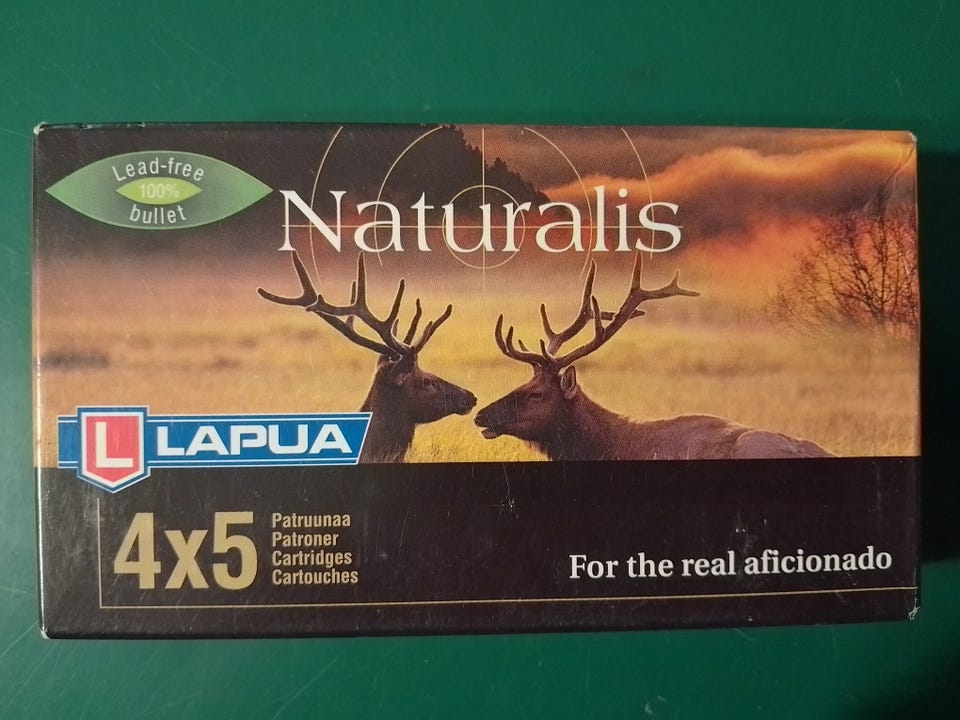 Lead-free
100%
bullet
Naturalis
L LAPUA
4x5
Patruunaa
Patroner
Cartridges
Cartouches
For the real aficionado